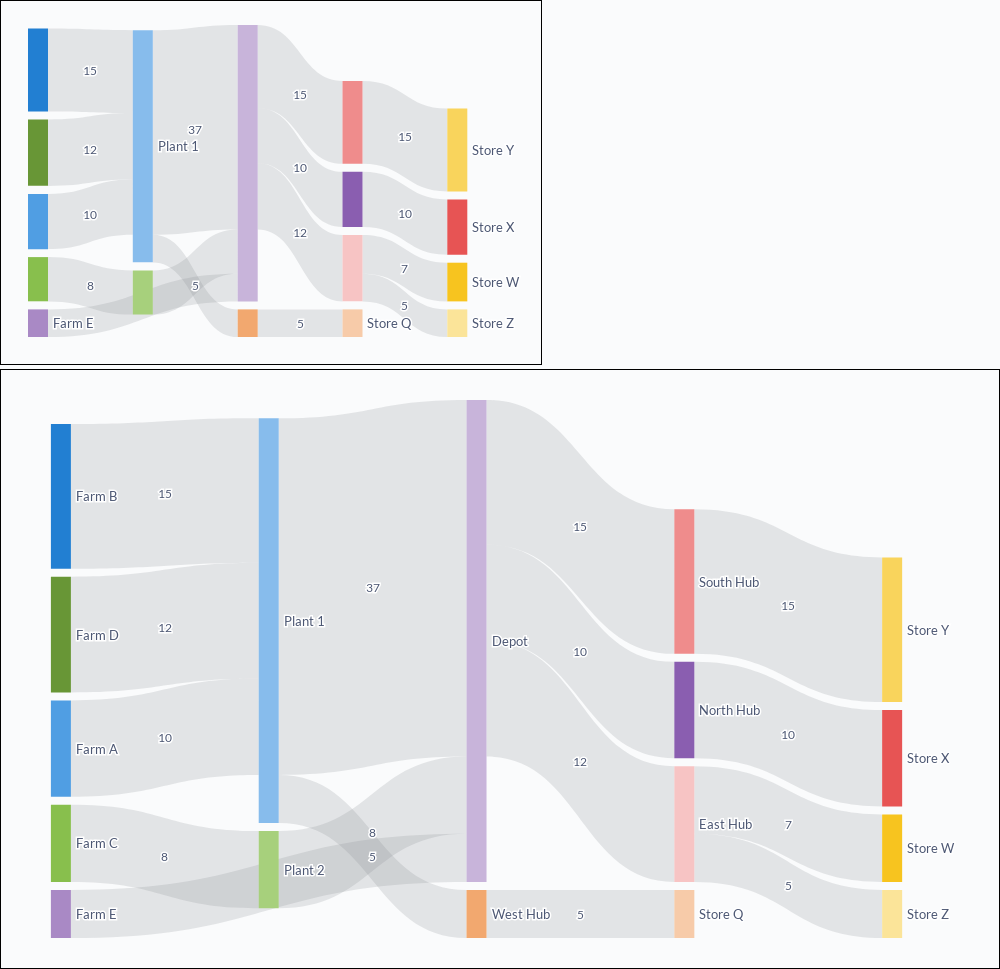 15
12
10
8
Farm E
Plant 1
37
5
15
10
12
5
15
10
7
5
Store Q
Store Y
Store X
Store W
Store Z
Farm B
Farm D
Farm A
Farm C
Farm E
15
12
10
8
Plant 1
Plant 2
37
8
5
Depot
West Hub
15
10
12
5
South Hub
North Hub
East Hub
Store Q
15
10
7
5
Store Y
Store X
Store W
Store Z